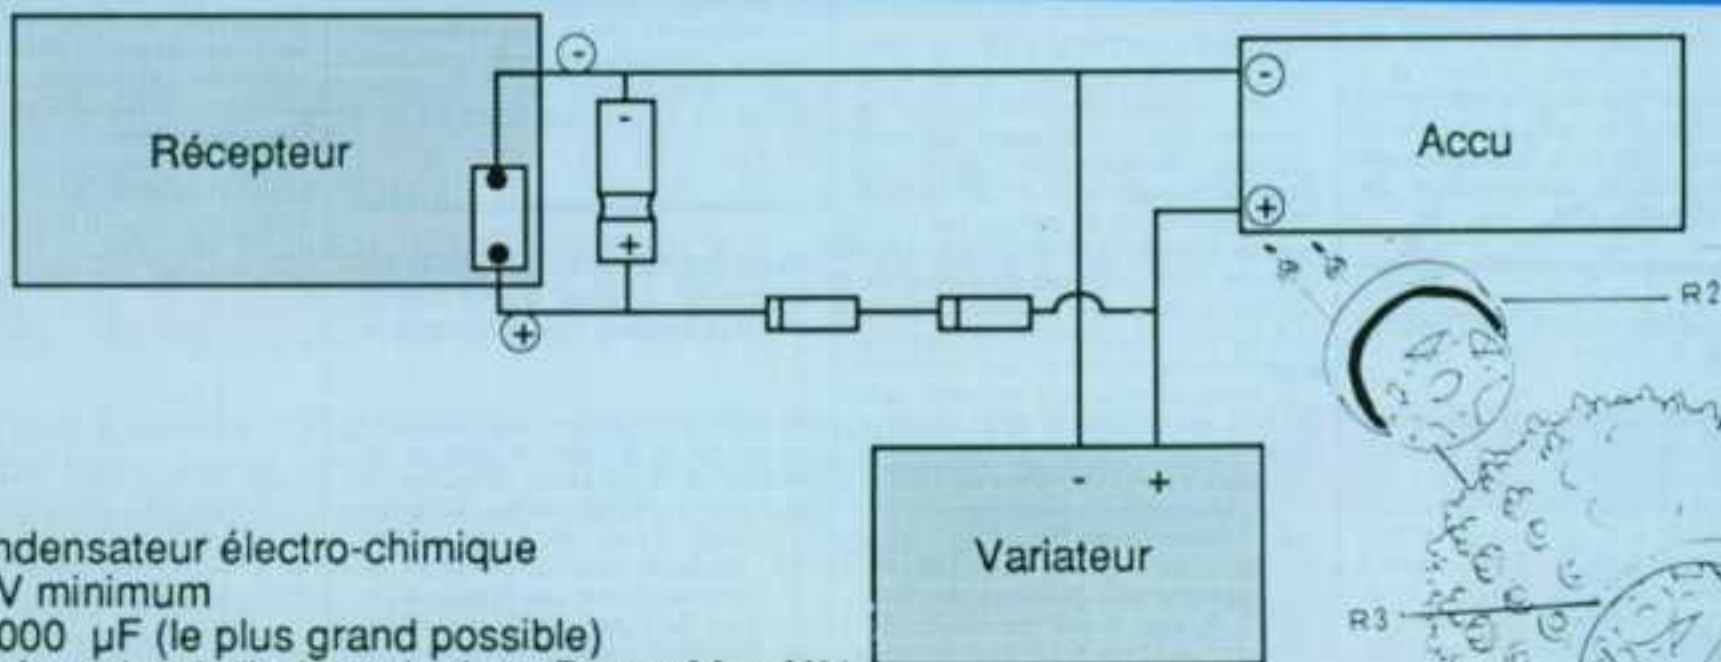 -
-
Récepteur
-
Accu
+
+
+
R2
- +
Variateur
ndensateur électro-chimique
V minimum
000 µF (le plus grand possible)
R3